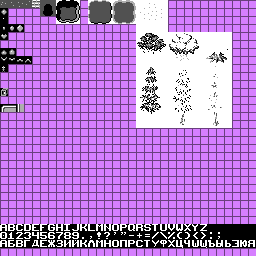 ABCDEFGHIJKLMNOPQRSTUVWXYZ
0123456789.,!?'"-+=/\%()<>:;
АБВГДЕЖЗИЙКЛМНОПРСТУФХЦЧШЩЪЫЬЭЮЯ